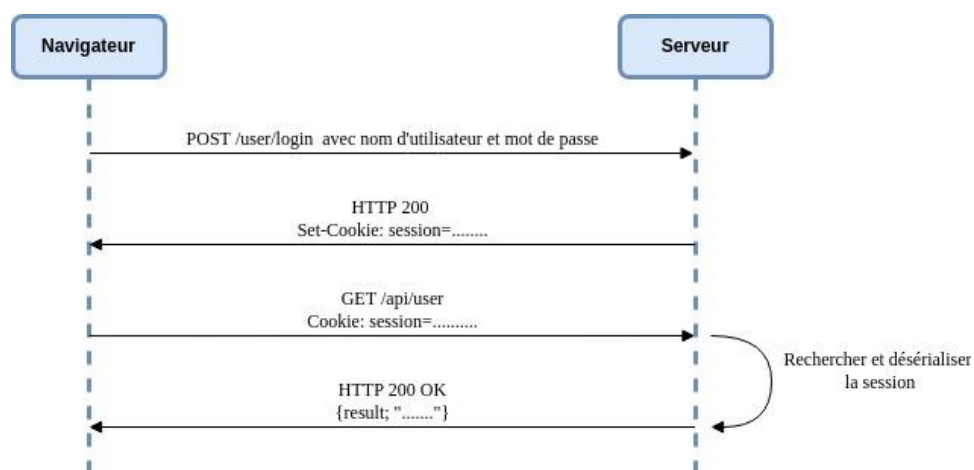 Navigateur
Serveur
POST /user/login  avec nom d'utilisateur et mot de passe
HTTP 200
Set-Cookie: session=........
GET /api/user
Cookie: session=..........
Rechercher et désérialiser
la session
HTTP 200 OK
{result; "......."}